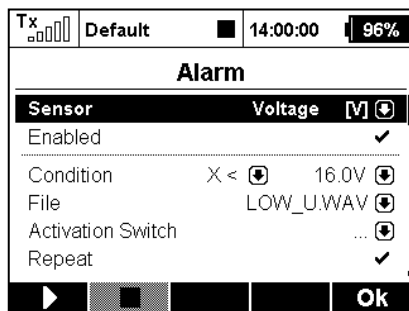 Tx Default 14:00:00 96%
Alarm
Sensor Voltage [V]
Enabled
Condition X < 16.0V
File LOW_U.WAV
Activation Switch ...
Repeat
Ok